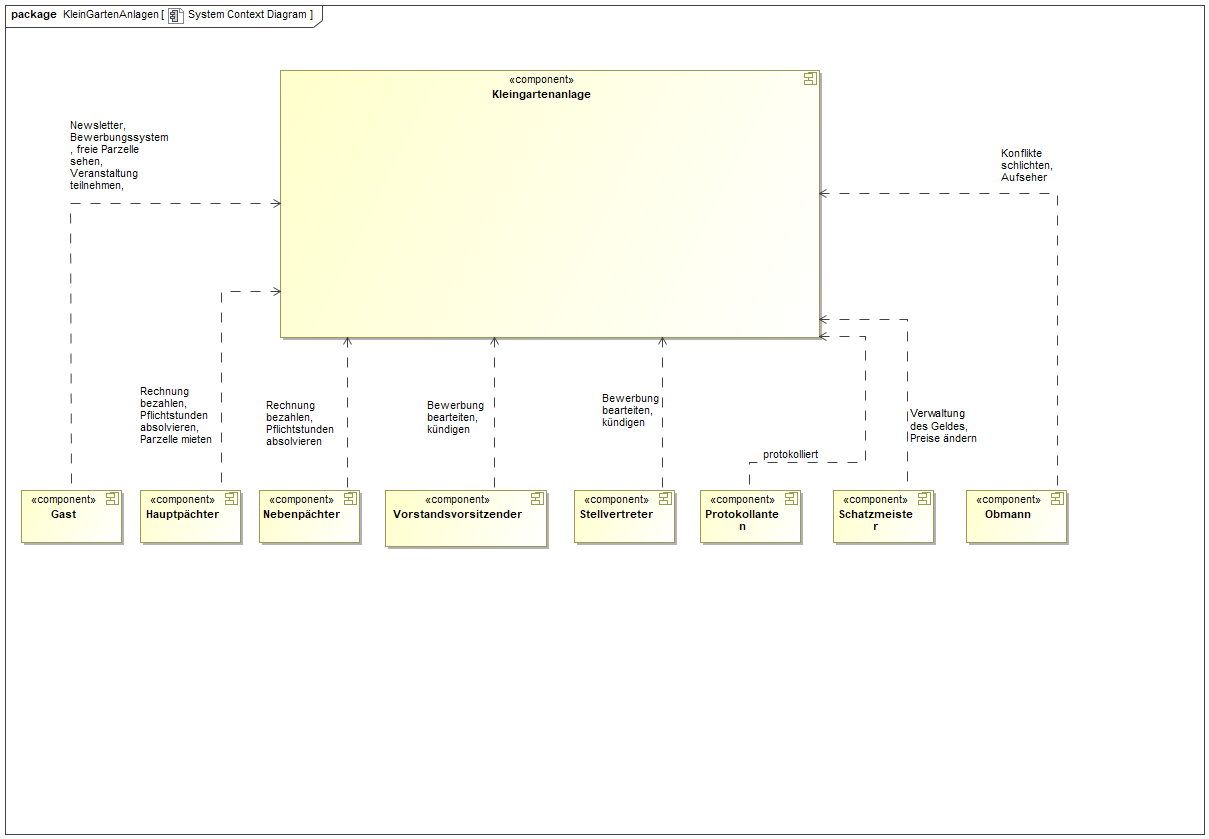 package KleinGartenAnlagen [ System Context Diagram ]
«component»
Kleingartenanlage
Newsletter,
Bewerbungssystem
, freie Parzelle
sehen,
Veranstaltung
teilnehmen,
Konflikte
schlichten,
Aufseher
Rechnung
bezahlen,
Pflichtstunden
absolvieren,
Parzelle mieten
Rechnung
bezahlen,
Pflichtstunden
absolvieren
Bewerbung
bearteiten,
kündigen
Bewerbung
bearteiten,
kündigen
protokolliert
Verwaltung
des Geldes,
Preise ändern
«component»
Gast
«component»
Hauptpächter
«component»
Nebenpächter
«component»
Vorstandsvorsitzender
«component»
Stellvertreter
«component»
Protokollante
n
«component»
Schatzmeiste
r
«component»
Obmann